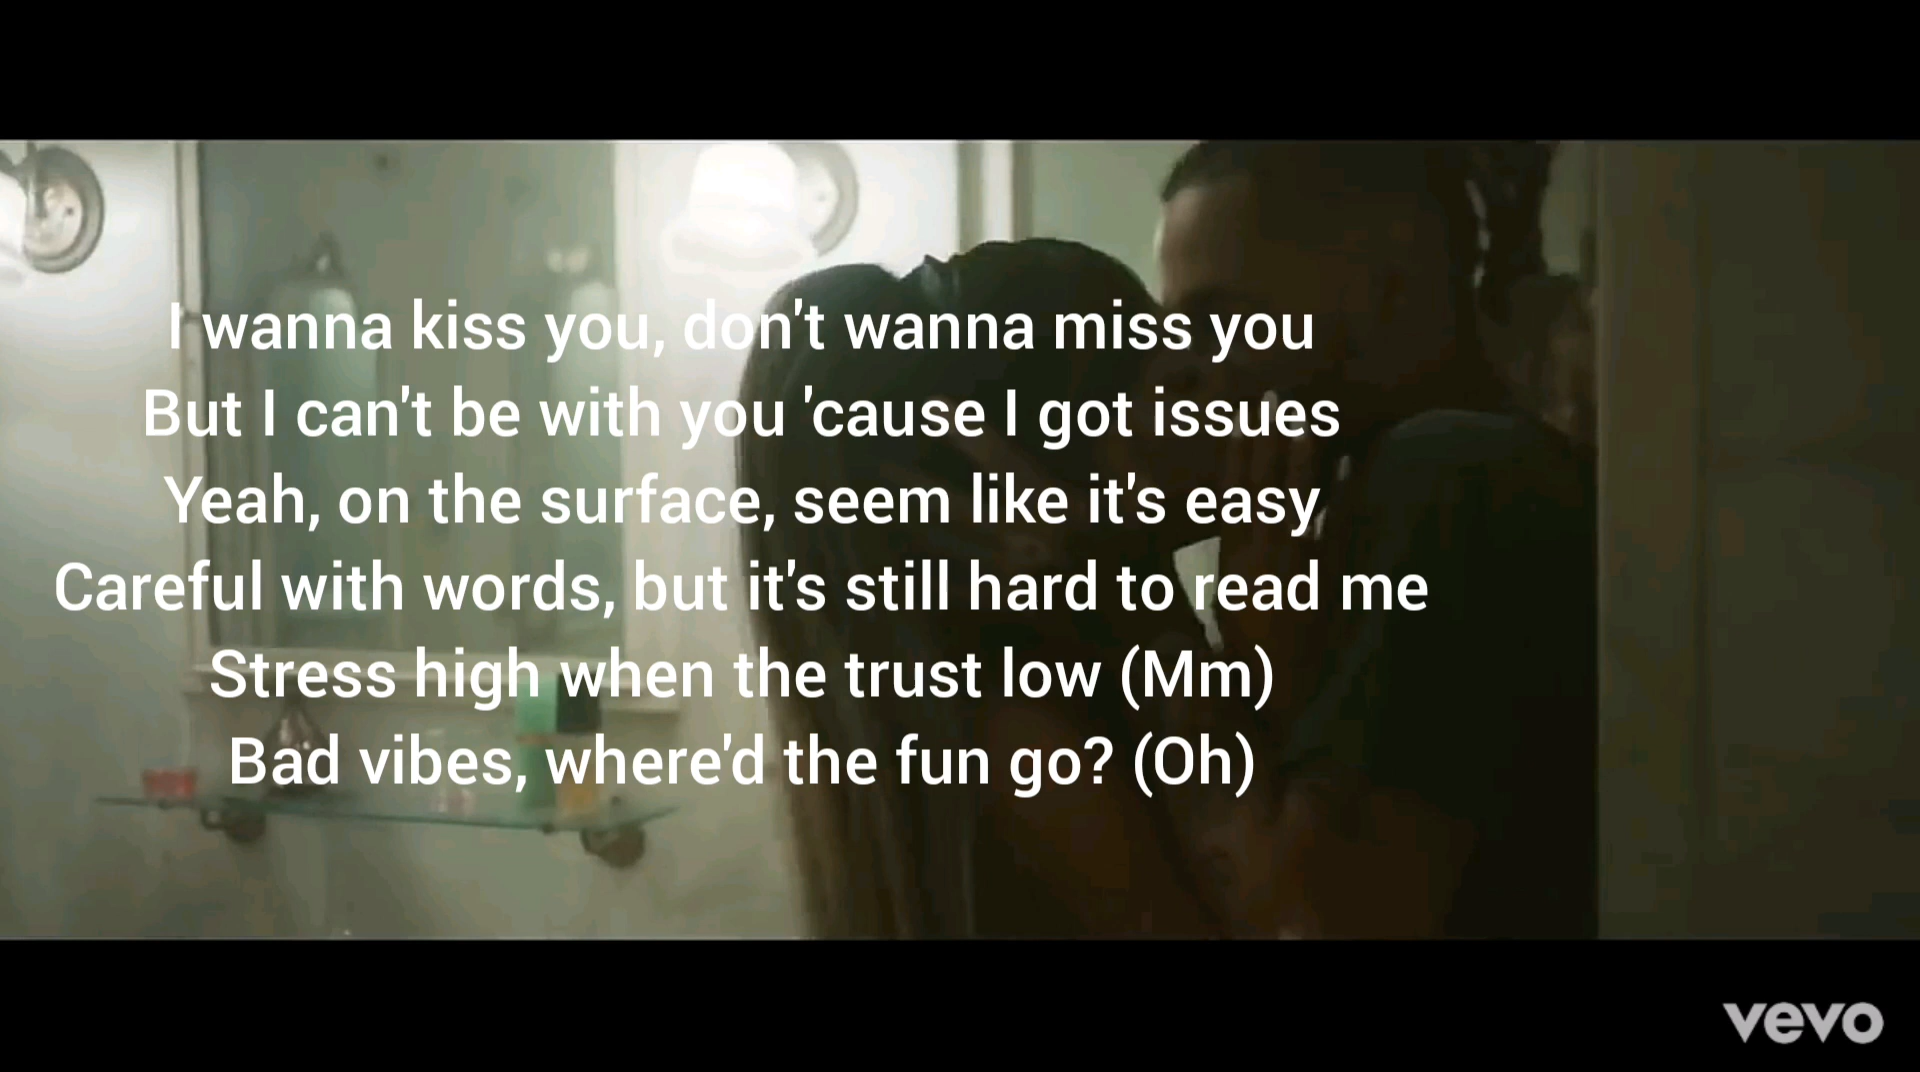 I wanna kiss you, don't wanna miss you
But I can't be with you 'cause I got issues
Yeah, on the surface, seem like it's easy
Careful with words, but it's still hard to read me
Stress high when the trust low (Mm)
Bad vibes, where'd the fun go? (Oh)
vevo